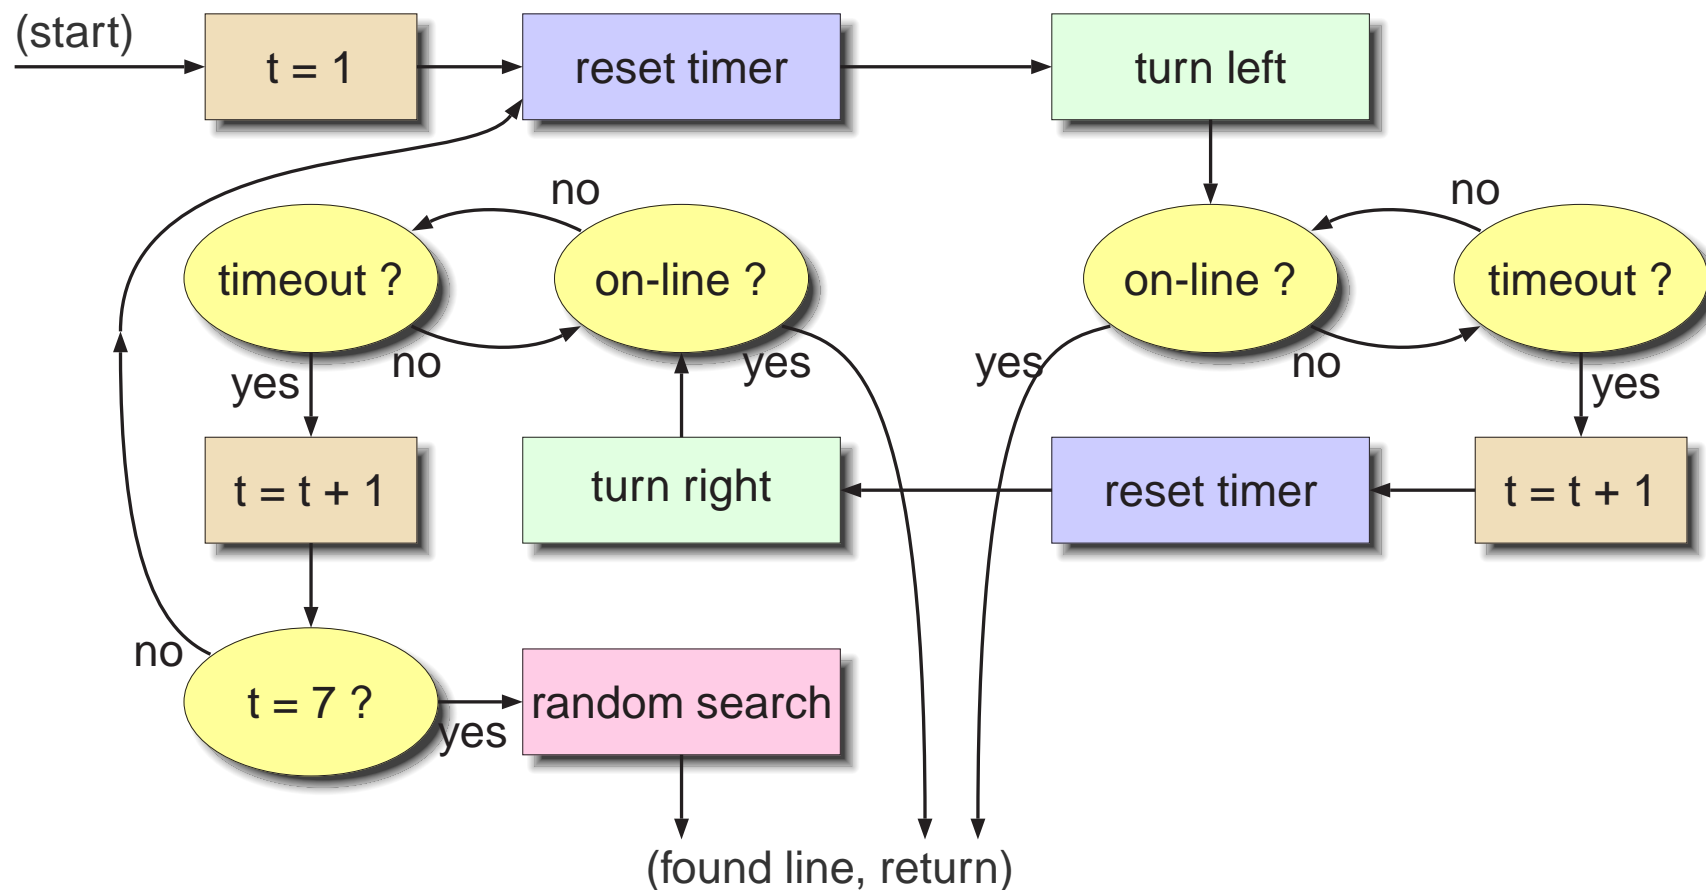 (start)
t = 1
reset timer
turn left
no
no
timeout ?
on-line ?
on-line ?
timeout ?
no
yes
yes
no
yes
yes
t = t + 1
turn right
reset timer
t = t + 1
no
t = 7 ?
yes
random search
(found line, return)